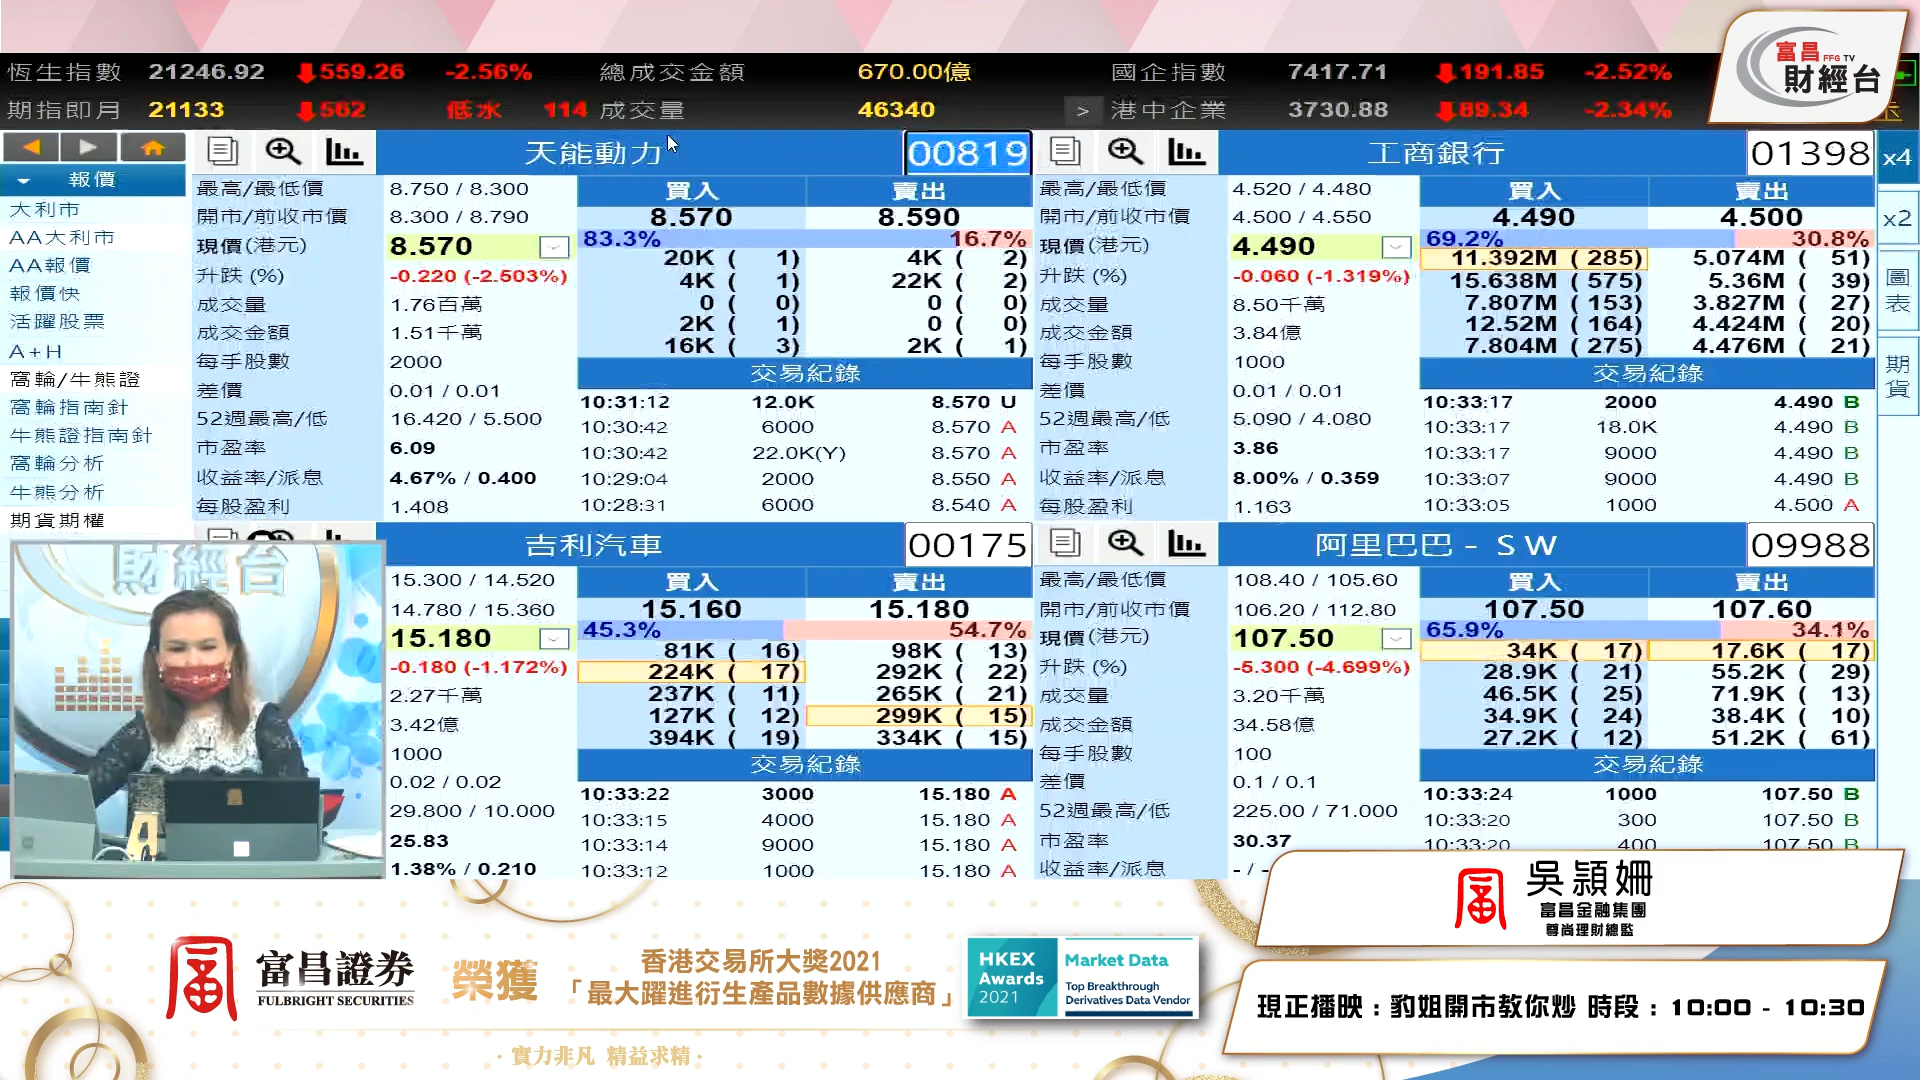 恆生指數 21246.92 559.26 -2.56% 總成交金額 670.00億 國企指數 7417.71 191.85 -2.52%
期指即月 21133 562 低水 114 成交量 46340 > 港中企業 3730.88 89.34 -2.34%
富昌 FFG TV
財經台
報價
大利市
AA大利市
AA報價
報價快
活躍股票
A+H
窩輪/牛熊證
窩輪指南針
牛熊證指南針
窩輪分析
牛熊分析
期貨期權
天能動力 00819
最高/最低價 8.750 / 8.300 買入 賣出
開市/前收市價 8.300 / 8.790 8.570 8.590
現價(港元) 8.570 83.3% 16.7%
20K ( 1) 4K ( 2)
升跌 (%) -0.220 (-2.503%) 4K ( 1) 22K ( 2)
成交量 1.76百萬 0 ( 0) 0 ( 0)
成交金額 1.51千萬 2K ( 1) 0 ( 0)
16K ( 3) 2K ( 1)
每手股數 2000 交易紀錄
差價 0.01 / 0.01 10:31:12 12.0K 8.570 U
52週最高/低 16.420 / 5.500 10:30:42 6000 8.570 A
市盈率 6.09 10:30:42 22.0K(Y) 8.570 A
收益率/派息 4.67% / 0.400 10:29:04 2000 8.550 A
每股盈利 1.408 10:28:31 6000 8.540 A
工商銀行 01398
最高/最低價 4.520 / 4.480 買入 賣出
開市/前收市價 4.500 / 4.550 4.490 4.500
現價(港元) 4.490 69.2% 30.8%
11.392M ( 285) 5.074M ( 51)
升跌 (%) -0.060 (-1.319%) 15.638M ( 575) 5.36M ( 39)
成交量 8.50千萬 7.807M ( 153) 3.827M ( 27)
成交金額 3.84億 12.52M ( 164) 4.424M ( 20)
7.804M ( 275) 4.476M ( 21)
每手股數 1000 交易紀錄
差價 0.01 / 0.01 10:33:17 2000 4.490 B
52週最高/低 5.090 / 4.080 10:33:17 18.0K 4.490 B
市盈率 3.86 10:33:17 9000 4.490 B
收益率/派息 8.00% / 0.359 10:33:07 9000 4.490 B
每股盈利 1.163 10:33:05 1000 4.500 A
x4
x2
圖表
期貨
吉利汽車 00175
15.300 / 14.520 買入 賣出
14.780 / 15.360 15.160 15.180
15.180 45.3% 54.7%
81K ( 16) 98K ( 13)
-0.180 (-1.172%) 224K ( 17) 292K ( 22)
2.27千萬 237K ( 11) 265K ( 21)
3.42億 127K ( 12) 299K ( 15)
394K ( 19) 334K ( 15)
1000 交易紀錄
0.02 / 0.02 10:33:22 3000 15.180 A
29.800 / 10.000 10:33:15 4000 15.180 A
25.83 10:33:14 9000 15.180 A
1.38% / 0.210 10:33:12 1000 15.180 A
阿里巴巴 - SW 09988
最高/最低價 108.40 / 105.60 買入 賣出
開市/前收市價 106.20 / 112.80 107.50 107.60
現價(港元) 107.50 65.9% 34.1%
34K ( 17) 17.6K ( 17)
升跌 (%) -5.300 (-4.699%) 28.9K ( 21) 55.2K ( 29)
成交量 3.20千萬 46.5K ( 25) 71.9K ( 13)
成交金額 34.58億 34.9K ( 24) 38.4K ( 10)
27.2K ( 12) 51.2K ( 61)
每手股數 100 交易紀錄
差價 0.1 / 0.1 10:33:24 1000 107.50 B
52週最高/低 225.00 / 71.000 10:33:20 300 107.50 B
市盈率 30.37 10:33:20 400 107.50 B
收益率/派息 - / -
財經台
吳穎姍
富昌金融集團
尊尚理財總監
富昌證券
FULBRIGHT SECURITIES
榮獲
香港交易所大獎2021
「最大躍進衍生產品數據供應商」
HKEX
Awards
2021
Market Data
Top Breakthrough
Derivatives Data Vendor
現正播映：豹姐開市教你炒 時段：10:00 - 10:30
· 實力非凡 精益求精 ·